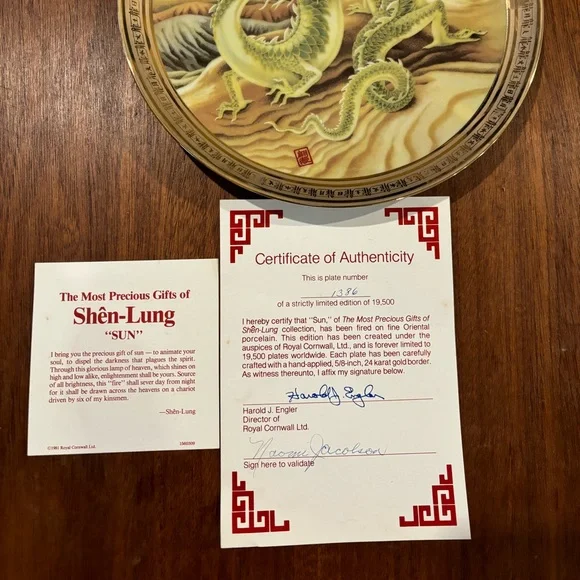 The Most Precious Gifts of
Shên-Lung
“SUN”
I bring you the precious gift of sun — to animate your
soul, to dispel the darkness that plagues the spirit.
Through this glorious lamp of heaven, which shines on
high and low alike, enlightenment shall be yours. Source
of all brightness, this “fire” shall sever day from night
for it shall be drawn across the heavens on a chariot
driven by six of my kinsmen.
—Shên-Lung
©1981 Royal Cornwall Ltd.
Certificate of Authenticity
This is plate number
1386
of a strictly limited edition of 19,500
I hereby certify that “Sun,” of The Most Precious Gifts of
Shên-Lung collection, has been fired on fine Oriental
porcelain. This edition has been created under the
auspices of Royal Cornwall, Ltd., and is forever limited to
19,500 plates worldwide. Each plate has been carefully
crafted with a hand-applied, 5/8-inch, 24 karat gold border.
As witness thereunto, I affix my signature below.
Harold J. Engler
Harold J. Engler
Director of
Royal Cornwall Ltd.
Naomi Jacobsen
Sign here to validate